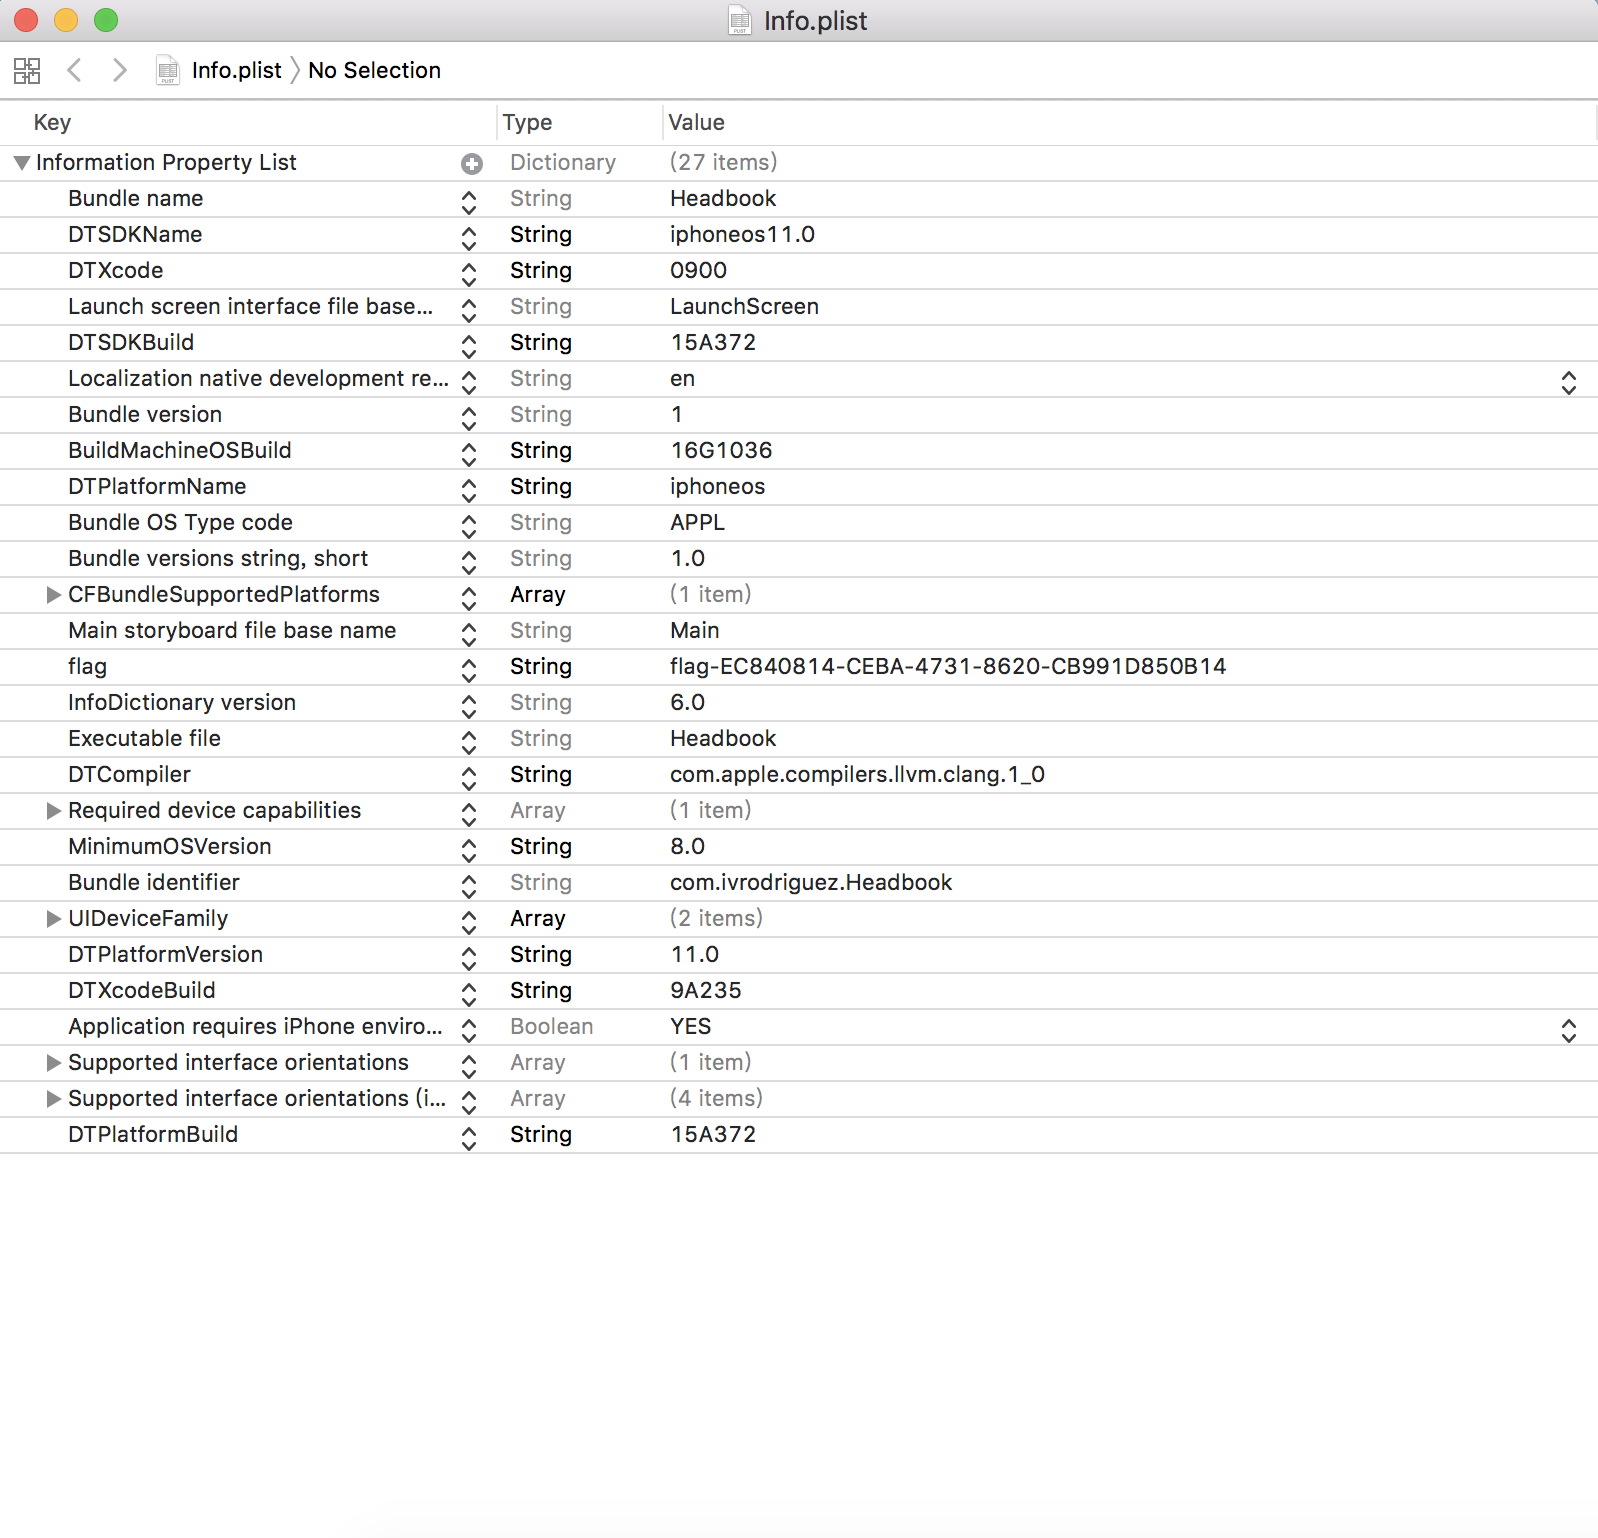 Info.plist
Info.plist No Selection
Key Type Value
Information Property List Dictionary (27 items)
Bundle name String Headbook
DTSDKName String iphoneos11.0
DTXcode String 0900
Launch screen interface file base... String LaunchScreen
DTSDKBuild String 15A372
Localization native development re... String en
Bundle version String 1
BuildMachineOSBuild String 16G1036
DTPlatformName String iphoneos
Bundle OS Type code String APPL
Bundle versions string, short String 1.0
CFBundleSupportedPlatforms Array (1 item)
Main storyboard file base name String Main
flag String flag-EC840814-CEBA-4731-8620-CB991D850B14
InfoDictionary version String 6.0
Executable file String Headbook
DTCompiler String com.apple.compilers.llvm.clang.1_0
Required device capabilities Array (1 item)
MinimumOSVersion String 8.0
Bundle identifier String com.ivrodriguez.Headbook
UIDeviceFamily Array (2 items)
DTPlatformVersion String 11.0
DTXcodeBuild String 9A235
Application requires iPhone enviro... Boolean YES
Supported interface orientations Array (1 item)
Supported interface orientations (i... Array (4 items)
DTPlatformBuild String 15A372